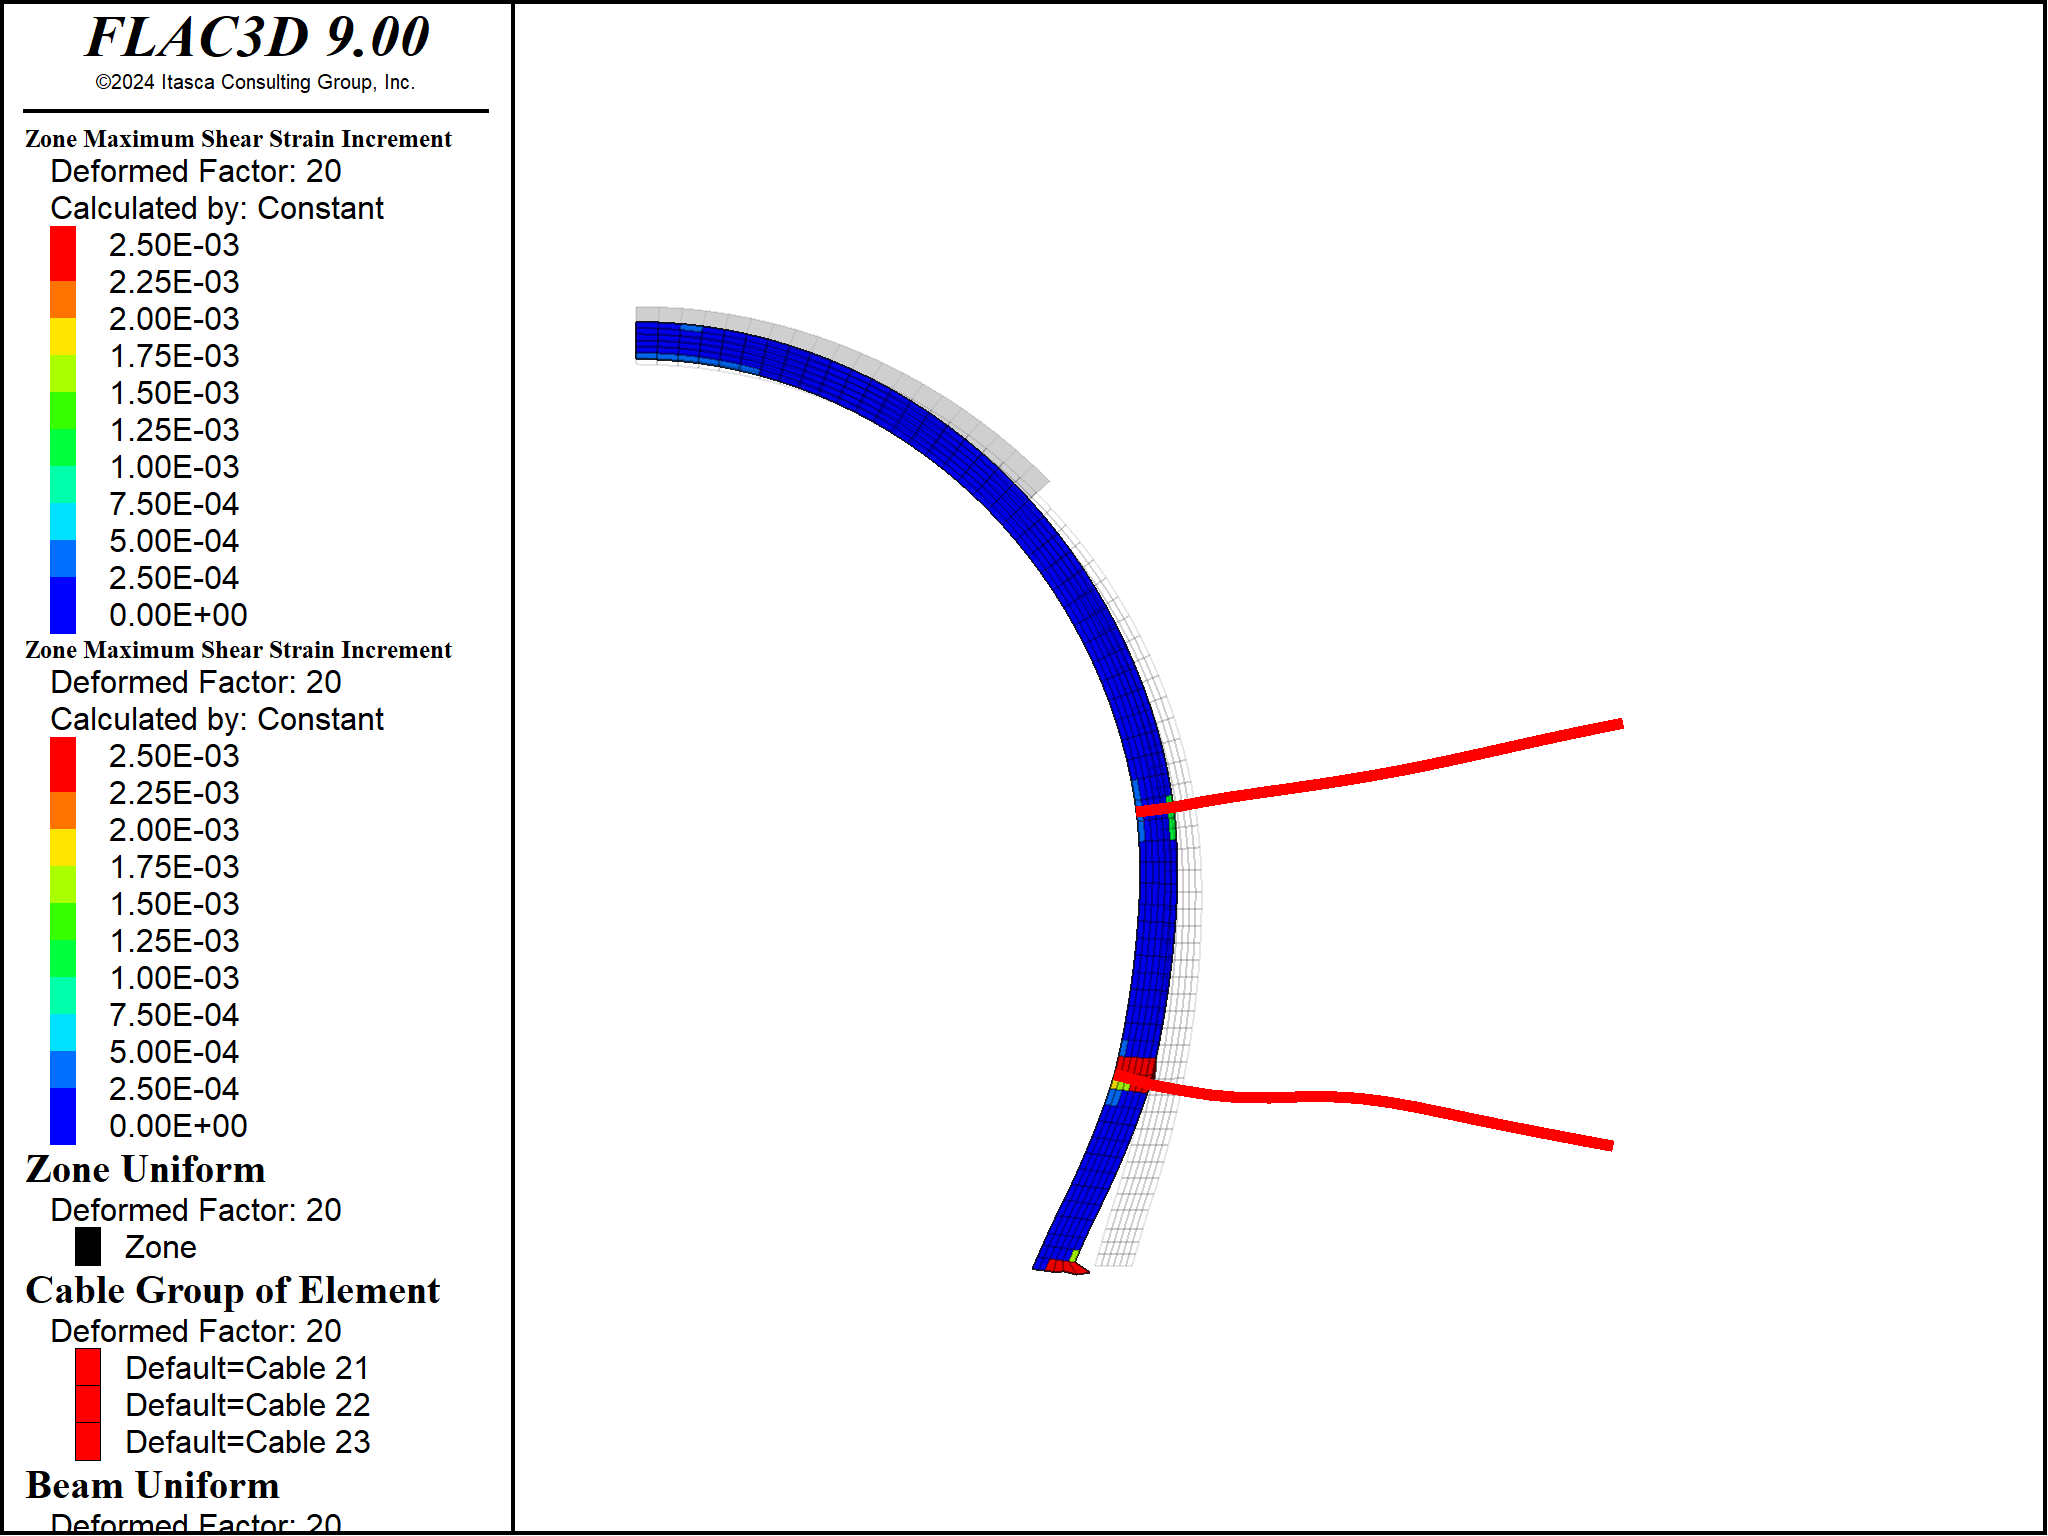 FLAC3D 9.00
©2024 Itasca Consulting Group, Inc.
Zone Maximum Shear Strain Increment
Deformed Factor: 20
Calculated by: Constant
2.50E-03
2.25E-03
2.00E-03
1.75E-03
1.50E-03
1.25E-03
1.00E-03
7.50E-04
5.00E-04
2.50E-04
0.00E+00
Zone Maximum Shear Strain Increment
Deformed Factor: 20
Calculated by: Constant
2.50E-03
2.25E-03
2.00E-03
1.75E-03
1.50E-03
1.25E-03
1.00E-03
7.50E-04
5.00E-04
2.50E-04
0.00E+00
Zone Uniform
Deformed Factor: 20
Zone
Cable Group of Element
Deformed Factor: 20
Default=Cable 21
Default=Cable 22
Default=Cable 23
Beam Uniform
Deformed Factor: 20